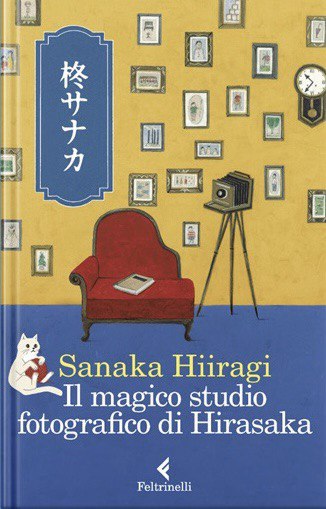 柊サナカ
Sanaka Hiiragi
Il magico studio
fotografico di Hirasaka
Feltrinelli